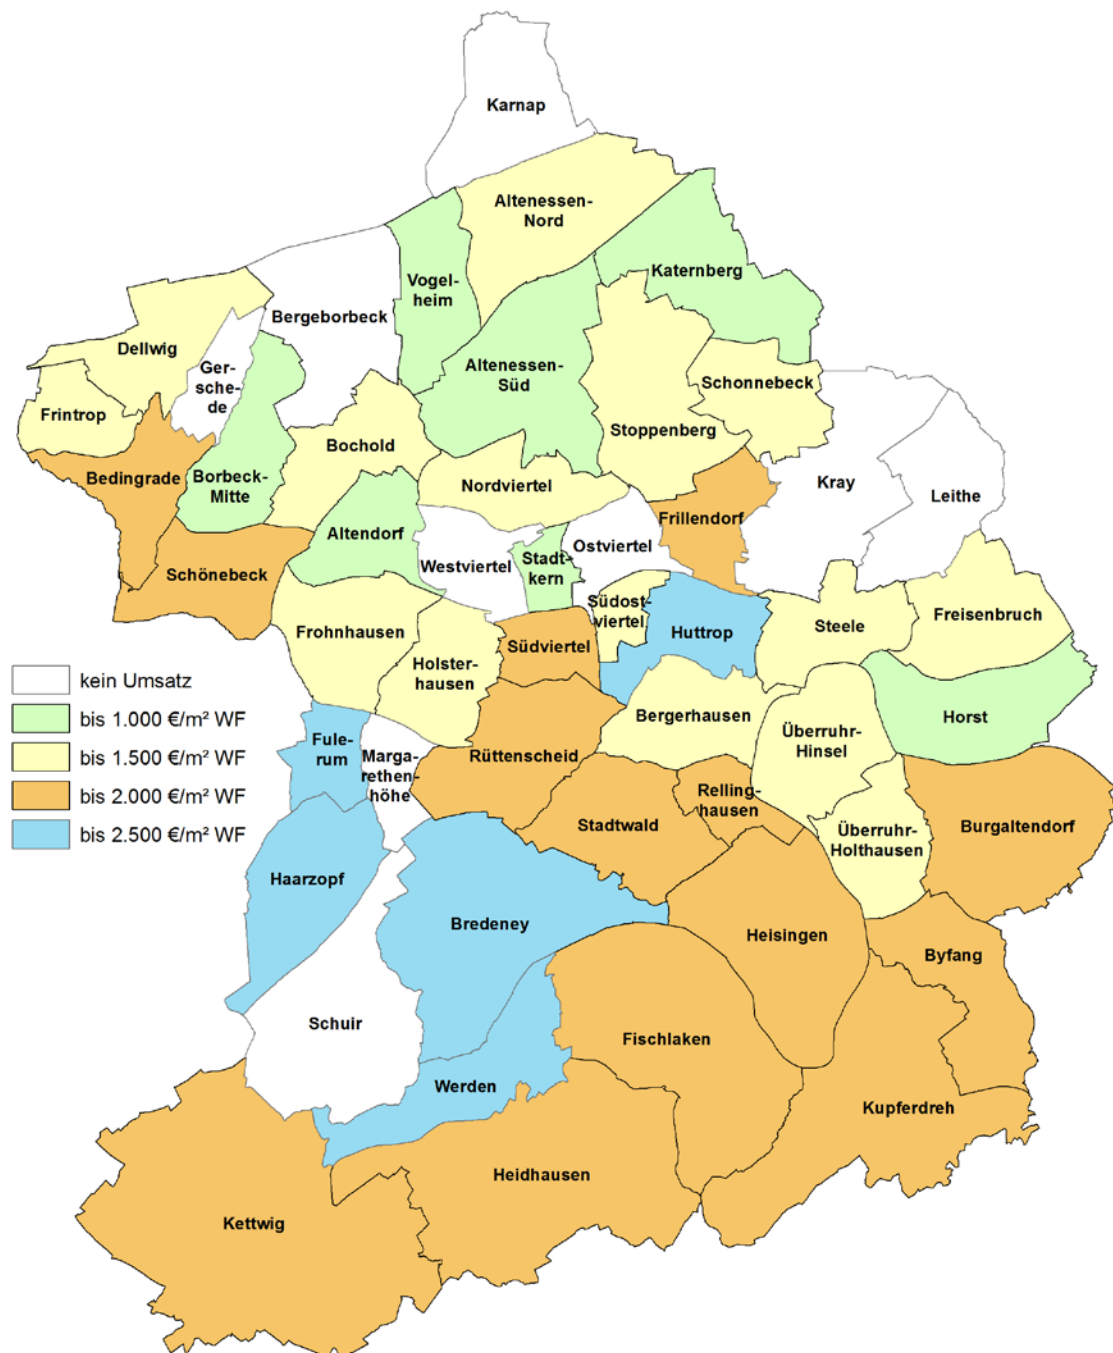 Karnap
Altenessen-
Nord
Katernberg
Vogel-
heim
Bergeborbeck
Dellwig
Ger-
sche-
de
Altenessen-
Süd
Schonnebeck
Frintrop
Stoppenberg
Bochold
Bedingrade
Borbeck-
Mitte
Nordviertel
Kray
Leithe
Frillendorf
Altendorf
Ostviertel
Westviertel
Stadt-
kern
Schönebeck
Südost-
viertel
Freisenbruch
Steele
Frohnhausen
Huttrop
Südviertel
Holster-
hausen
kein Umsatz
bis 1.000 €/m² WF
bis 1.500 €/m² WF
bis 2.000 €/m² WF
bis 2.500 €/m² WF
Bergerhausen
Horst
Überruhr-
Hinsel
Fule-
rum
Marga-
rethen-
höhe
Rüttenscheid
Relling-
hausen
Stadtwald
Burgaltendorf
Überruhr-
Holthausen
Haarzopf
Bredeney
Heisingen
Byfang
Schuir
Fischlaken
Werden
Kupferdreh
Heidhausen
Kettwig